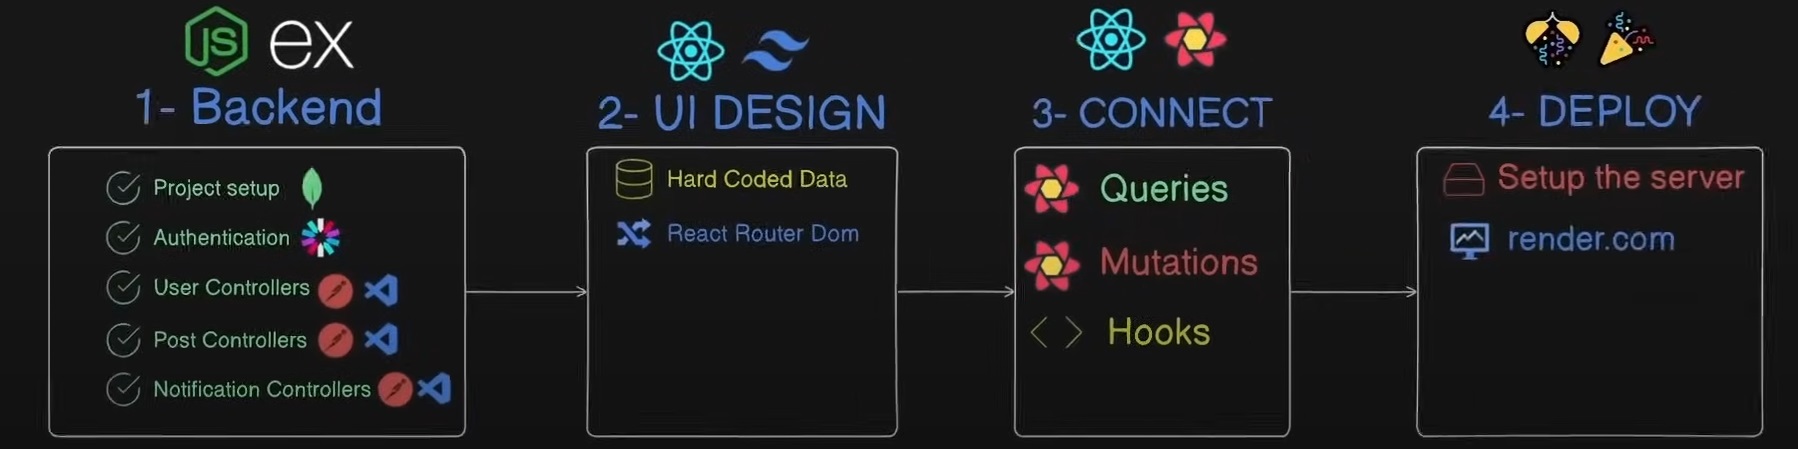 JS ex
1- Backend
Project setup
Authentication
User Controllers
Post Controllers
Notification Controllers
2- UI DESIGN
Hard Coded Data
React Router Dom
3- CONNECT
Queries
Mutations
< > Hooks
4- DEPLOY
Setup the server
render.com